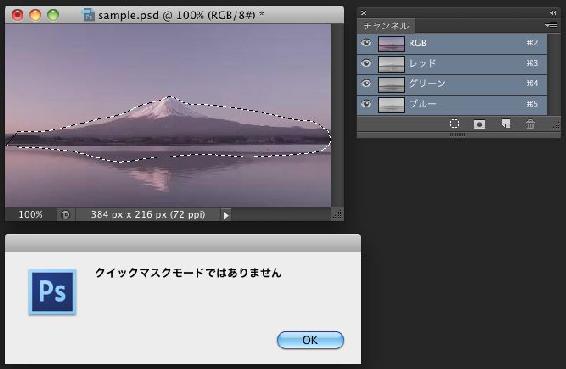 sample.psd @ 100% (RGB/8#) *
100%
384 px x 216 px (72 ppi)
チャンネル
RGB ⌘2
レッド ⌘3
グリーン ⌘4
ブルー ⌘5
Ps
クイックマスクモードではありません
OK